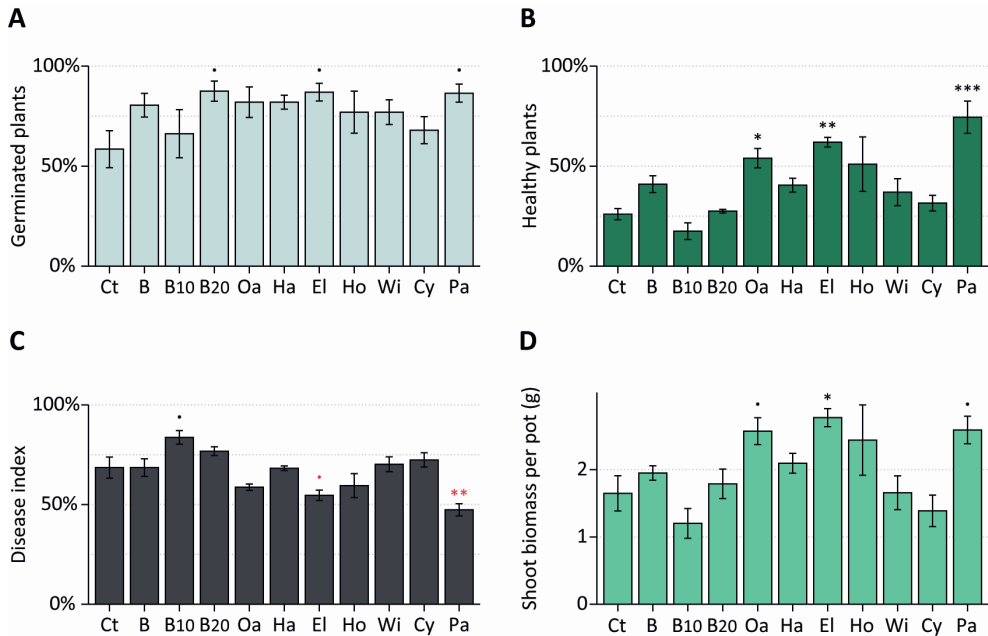 A
Germinated plants
100%
50%
0%
• • •
Ct B B10 B20 Oa Ha El Ho Wi Cy Pa
B
Healthy plants
100%
50%
0%
* ** ***
Ct B B10 B20 Oa Ha El Ho Wi Cy Pa
C
Disease index
100%
50%
0%
• • **
Ct B B10 B20 Oa Ha El Ho Wi Cy Pa
D
Shoot biomass per pot (g)
2
1
0
• * •
Ct B B10 B20 Oa Ha El Ho Wi Cy Pa